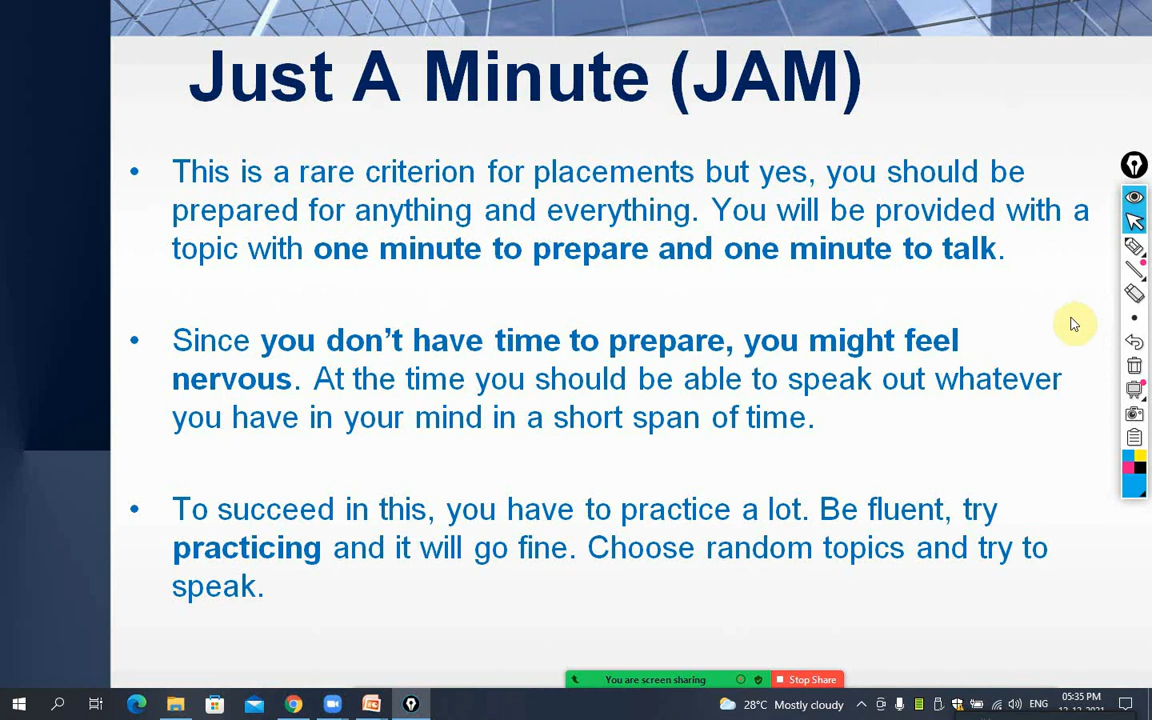 Just A Minute (JAM)
• This is a rare criterion for placements but yes, you should be
prepared for anything and everything. You will be provided with a
topic with one minute to prepare and one minute to talk.
• Since you don't have time to prepare, you might feel
nervous. At the time you should be able to speak out whatever
you have in your mind in a short span of time.
• To succeed in this, you have to practice a lot. Be fluent, try
practicing and it will go fine. Choose random topics and try to
speak.
You are screen sharing
Stop Share
28°C Mostly cloudy
ENG
05:35 PM
12-12-2021